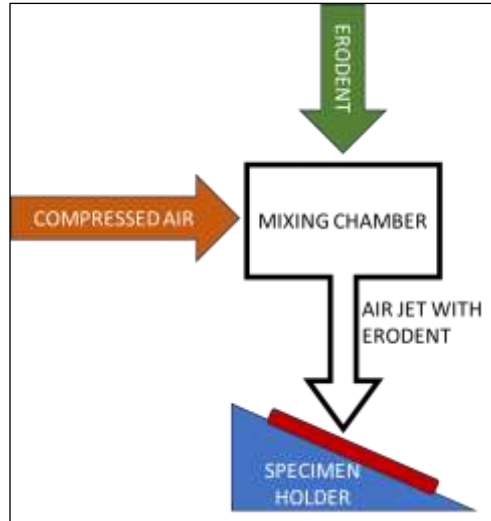 ERODENT
COMPRESSED AIR
MIXING CHAMBER
AIR JET WITH
ERODENT
SPECIMEN
HOLDER